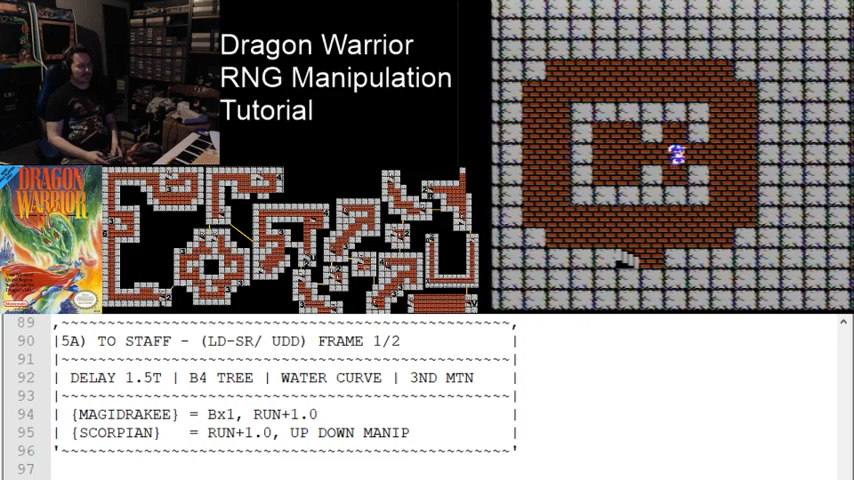 Dragon Warrior
RNG Manipulation
Tutorial
DRAGON
WARRIOR
89 ,~~~~~~~~~~~~~~~~~~~~~~~~~~~~~~~~~~~~~~~~~~~~~~~~~~,
90 |5A) TO STAFF - (LD-SR/ UDD) FRAME 1/2 |
91 |~~~~~~~~~~~~~~~~~~~~~~~~~~~~~~~~~~~~~~~~~~~~~~~~~~|
92 | DELAY 1.5T | B4 TREE | WATER CURVE | 3ND MTN |
93 |~~~~~~~~~~~~~~~~~~~~~~~~~~~~~~~~~~~~~~~~~~~~~~~~~~|
94 | {MAGIDRAKEE} = Bx1, RUN+1.0 |
95 | {SCORPIAN} = RUN+1.0, UP DOWN MANIP |
96 '~~~~~~~~~~~~~~~~~~~~~~~~~~~~~~~~~~~~~~~~~~~~~~~~~~'
97